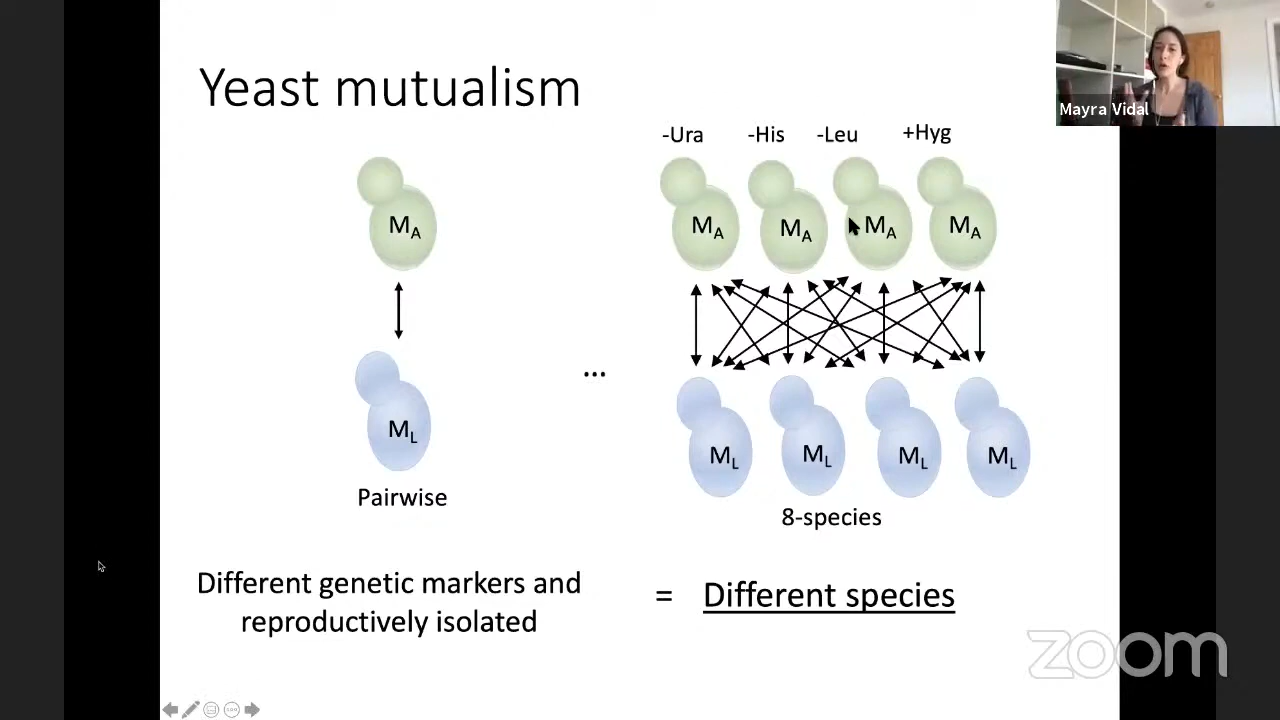 Yeast mutualism
Mayra Vidal
-Ura -His -Leu +Hyg
MA
MA MA MA MA
...
ML
ML ML ML ML
Pairwise
8-species
Different genetic markers and
reproductively isolated
= Different species
zoom